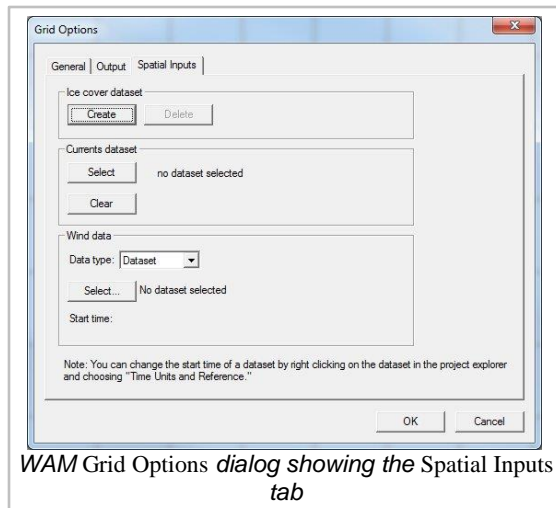 Grid Options
General Output Spatial Inputs
Ice cover dataset
Create Delete
Currents dataset
Select no dataset selected
Clear
Wind data
Data type: Dataset
Select... No dataset selected
Start time:
Note: You can change the start time of a dataset by right clicking on the dataset in the project explorer
and choosing "Time Units and Reference."
OK Cancel
WAM Grid Options dialog showing the Spatial Inputs
tab